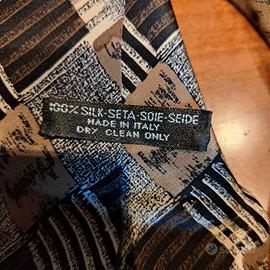 100% SILK-SETA-SOIE-SEIDE
MADE IN ITALY
DRY CLEAN ONLY